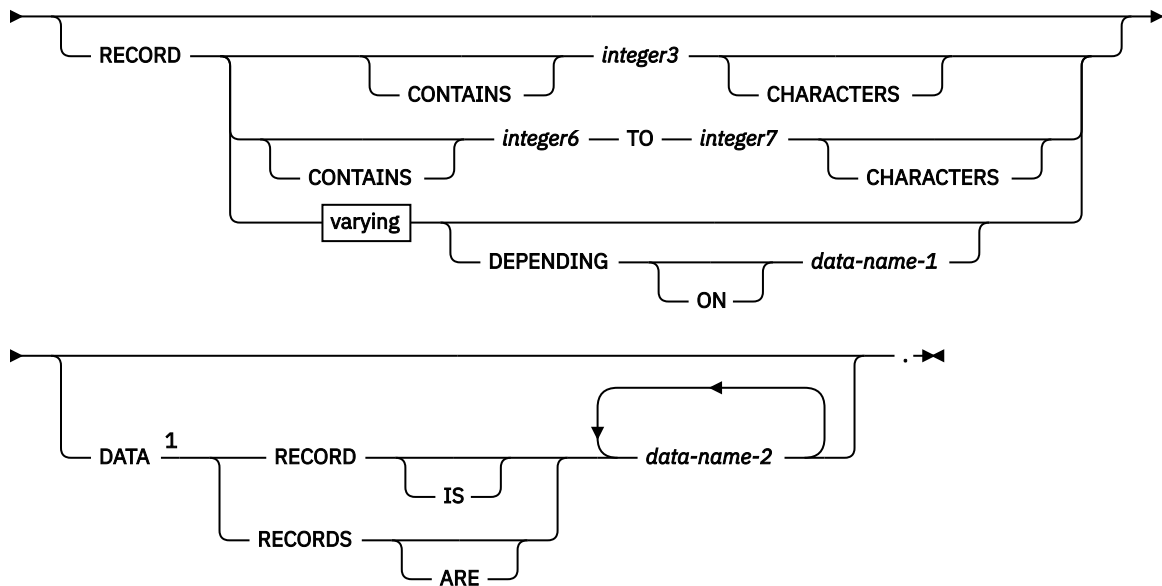 RECORD integer3
CONTAINS CHARACTERS
integer6 TO integer7
CONTAINS CHARACTERS
varying
DEPENDING data-name-1
ON
.
DATA 1 RECORD data-name-2
IS
RECORDS
ARE